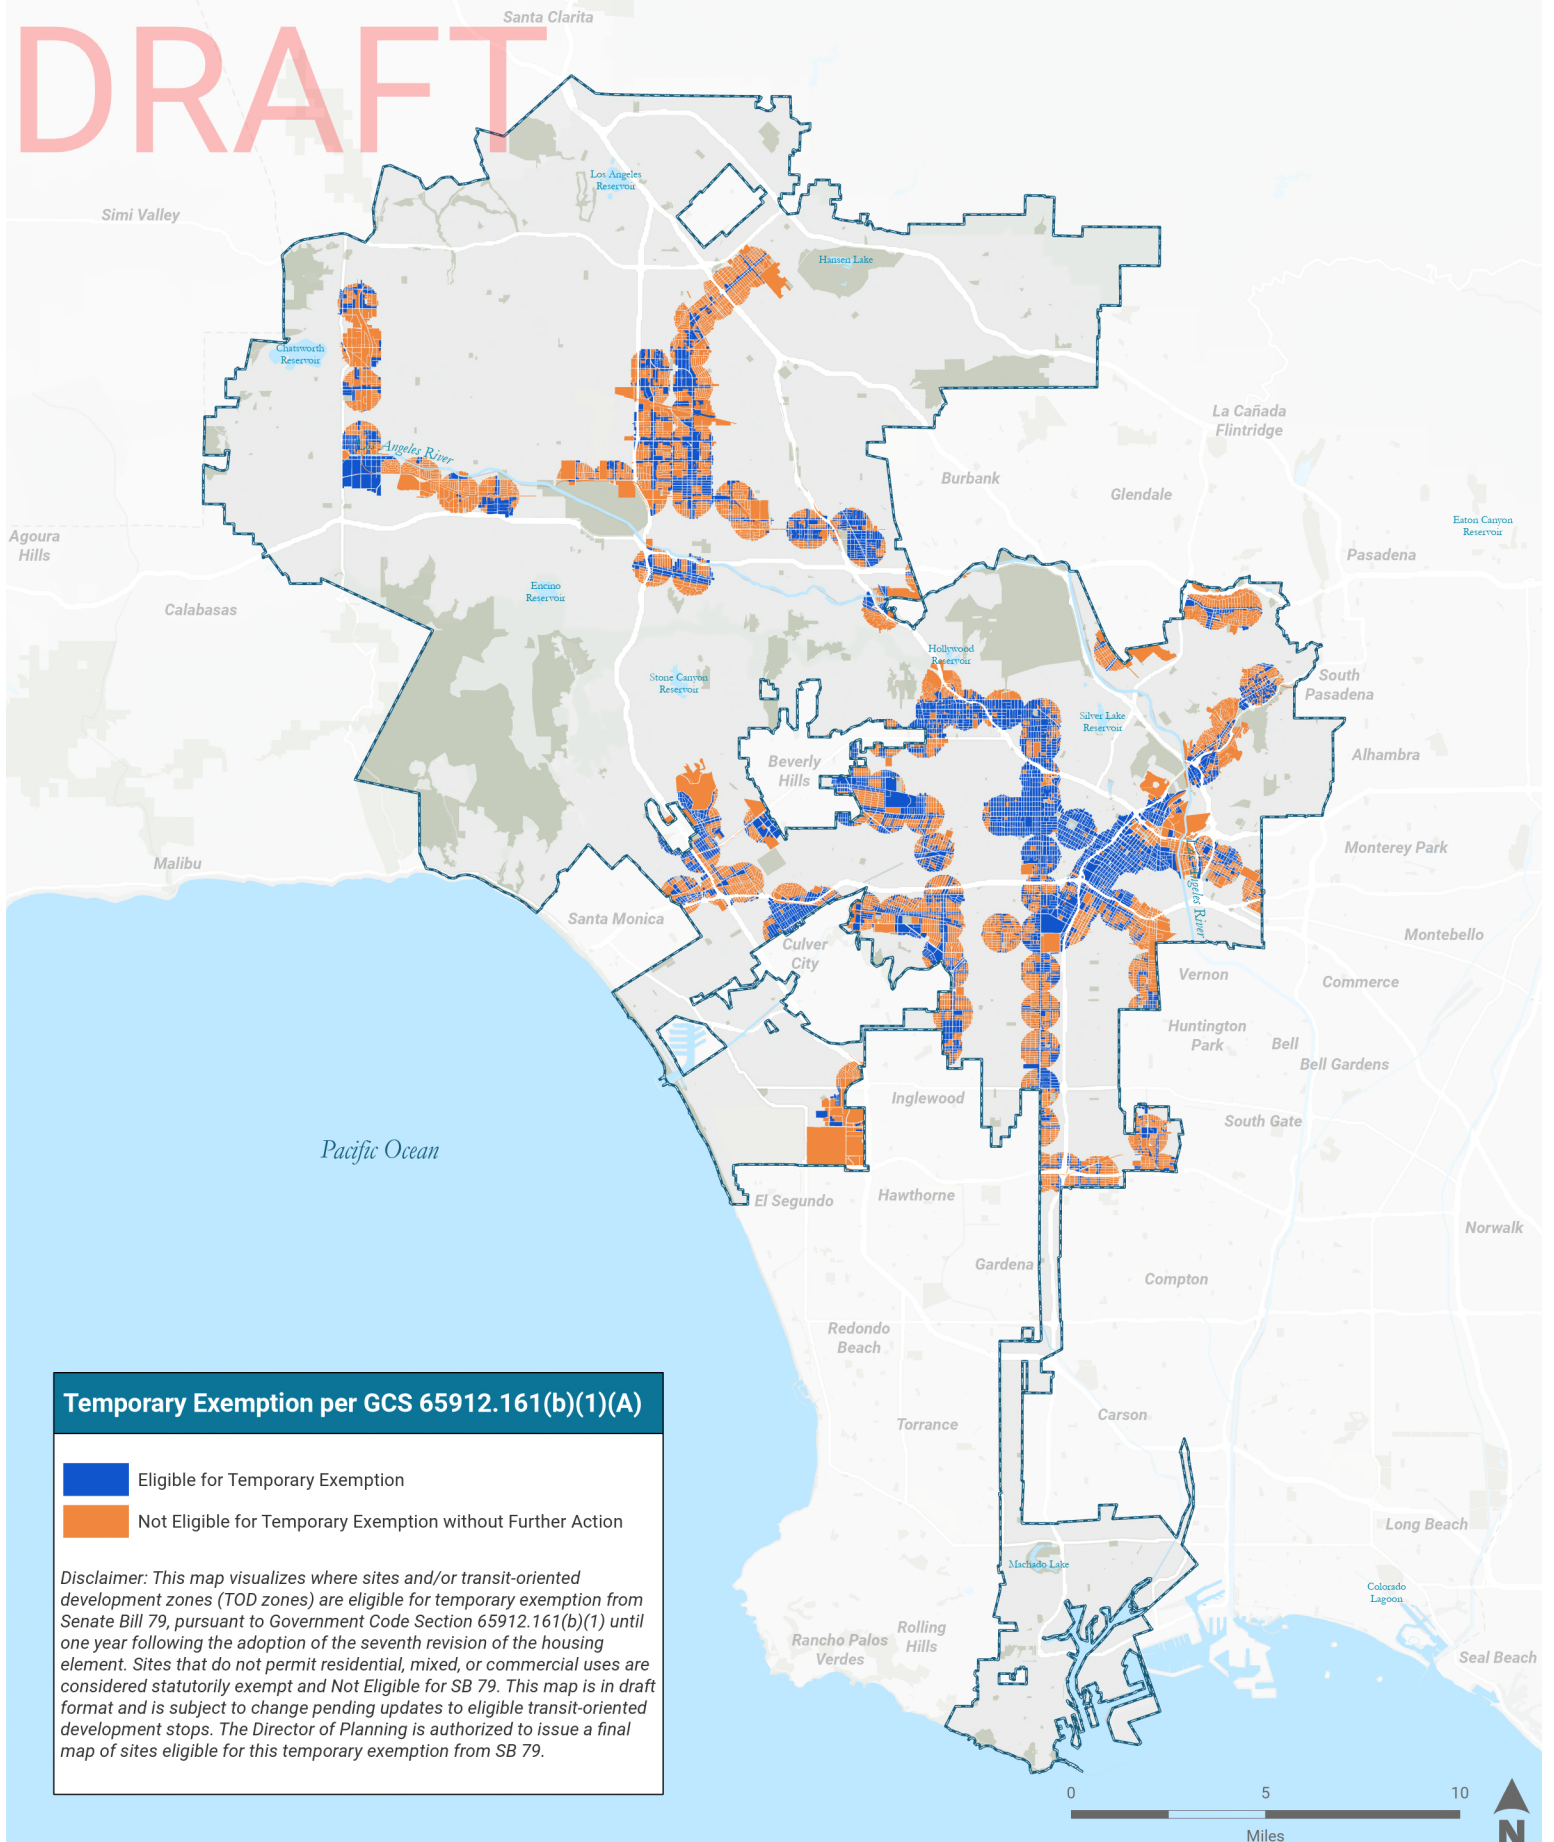 DRAFT
Santa Clarita
Los Angeles
Reservoir
Simi Valley
Hansen Lake
Chatsworth
Reservoir
La Cañada
Flintridge
Angeles River
Burbank
Glendale
Eaton Canyon
Reservoir
Agoura
Hills
Pasadena
Encino
Reservoir
Calabasas
Hollywood
Reservoir
Stone Canyon
Reservoir
South
Pasadena
Silver Lake
Reservoir
Beverly
Hills
Alhambra
Malibu
Monterey Park
Angeles River
Santa Monica
Culver
City
Montebello
Vernon
Commerce
Huntington
Park
Bell
Bell Gardens
Inglewood
South Gate
Pacific Ocean
El Segundo
Hawthorne
Norwalk
Gardena
Compton
Redondo
Beach
Torrance
Carson
Long Beach
Machado Lake
Colorado
Lagoon
Rolling
Hills
Rancho Palos
Verdes
Seal Beach
Temporary Exemption per GCS 65912.161(b)(1)(A)
Eligible for Temporary Exemption
Not Eligible for Temporary Exemption without Further Action
Disclaimer: This map visualizes where sites and/or transit-oriented
development zones (TOD zones) are eligible for temporary exemption from
Senate Bill 79, pursuant to Government Code Section 65912.161(b)(1) until
one year following the adoption of the seventh revision of the housing
element. Sites that do not permit residential, mixed, or commercial uses are
considered statutorily exempt and Not Eligible for SB 79. This map is in draft
format and is subject to change pending updates to eligible transit-oriented
development stops. The Director of Planning is authorized to issue a final
map of sites eligible for this temporary exemption from SB 79.
0 5 10
Miles
N